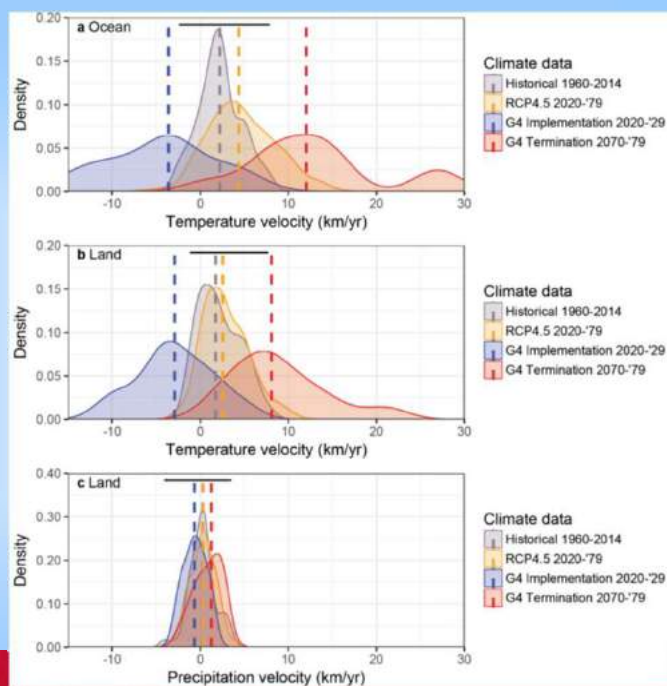 a Ocean
0.20
0.15
0.10
0.05
0.00
Density
-10 0 10 20 30
Temperature velocity (km/yr)
Climate data
Historical 1960-2014
RCP4.5 2020-'79
G4 Implementation 2020-'29
G4 Termination 2070-'79
b Land
0.20
0.15
0.10
0.05
0.00
Density
-10 0 10 20 30
Temperature velocity (km/yr)
Climate data
Historical 1960-2014
RCP4.5 2020-'79
G4 Implementation 2020-'29
G4 Termination 2070-'79
c Land
0.40
0.30
0.20
0.10
0.00
Density
-10 0 10 20 30
Precipitation velocity (km/yr)
Climate data
Historical 1960-2014
RCP4.5 2020-'79
G4 Implementation 2020-'29
G4 Termination 2070-'79